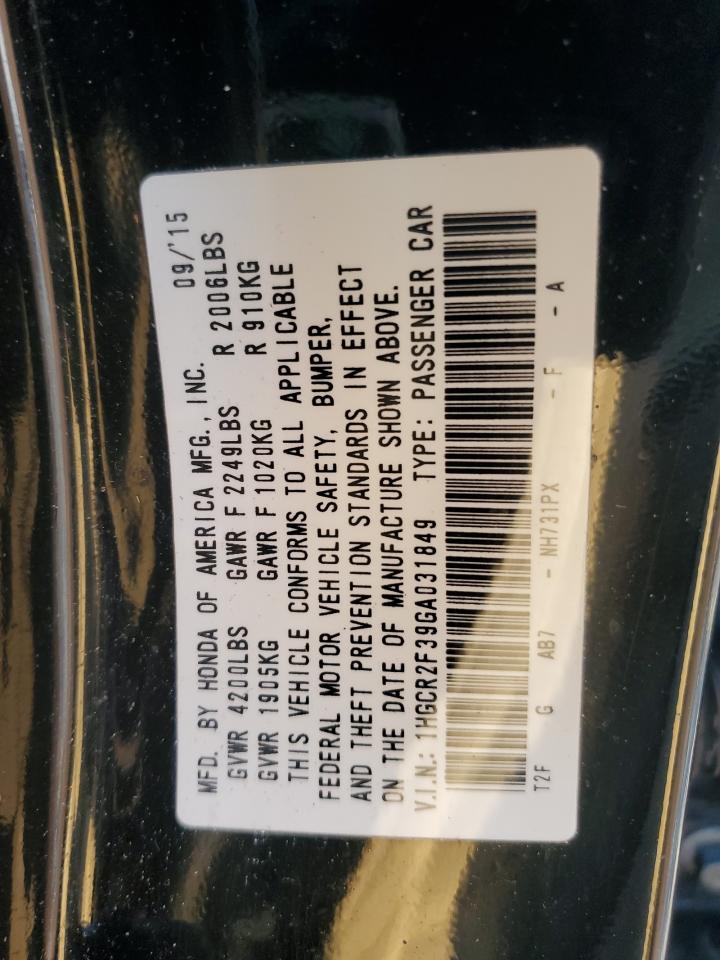 MFD. BY HONDA OF AMERICA MFG., INC. 09/'15
GVWR 4200LBS GAWR F 2249LBS R 2006LBS
GVWR 1905KG GAWR F 1020KG R 910KG
THIS VEHICLE CONFORMS TO ALL APPLICABLE
FEDERAL MOTOR VEHICLE SAFETY, BUMPER,
AND THEFT PREVENTION STANDARDS IN EFFECT
ON THE DATE OF MANUFACTURE SHOWN ABOVE.
V.I.N.: 1HGCR2F39GA031849 TYPE: PASSENGER CAR
T2F G AB7 - NH731PX - F - A